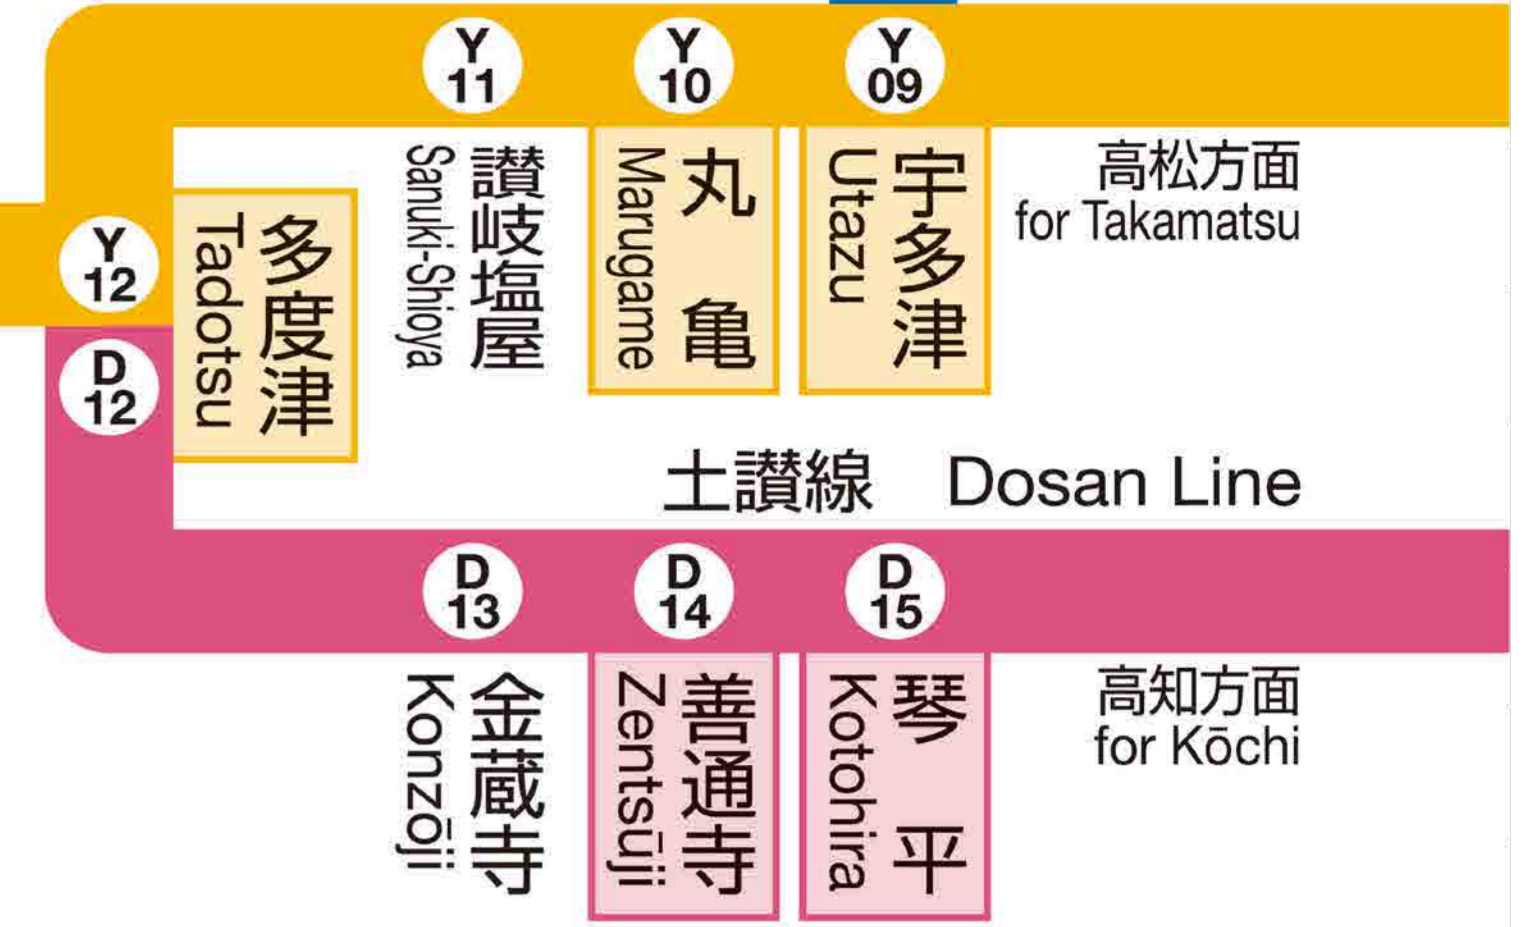 Y
11
Y
10
Y
09
讃岐塩屋
Sanuki-Shioya
丸亀
Marugame
宇多津
Utazu
高松方面
for Takamatsu
Y
12
D
12
多度津
Tadotsu
土讃線 Dosan Line
D
13
D
14
D
15
金蔵寺
Konzōji
善通寺
Zentsūji
琴平
Kotohira
高知方面
for Kōchi